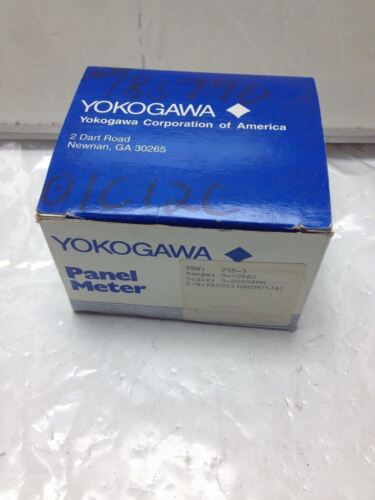 YOKOGAWA
Yokogawa Corporation of America
2 Dart Road
Newnan, GA 30265
01C12C
YOKOGAWA
Panel
Meter
255-3
Range: 0-10VAC
Scale: 0-2000RPM